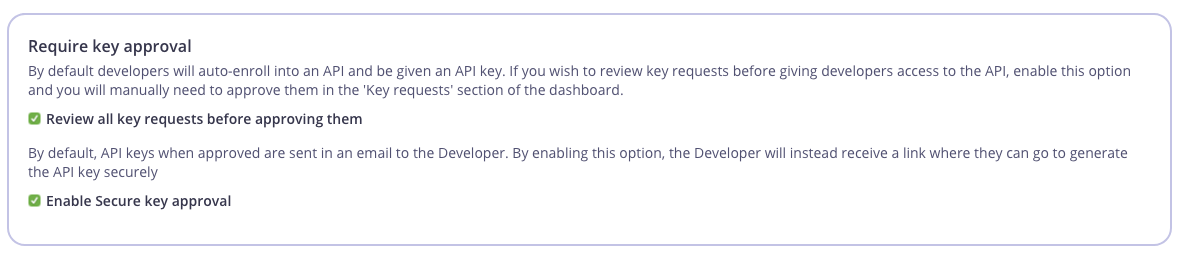 Require key approval
By default developers will auto-enroll into an API and be given an API key. If you wish to review key requests before giving developers access to the API, enable this option
and you will manually need to approve them in the 'Key requests' section of the dashboard.
Review all key requests before approving them
By default, API keys when approved are sent in an email to the Developer. By enabling this option, the Developer will instead receive a link where they can go to generate
the API key securely
Enable Secure key approval